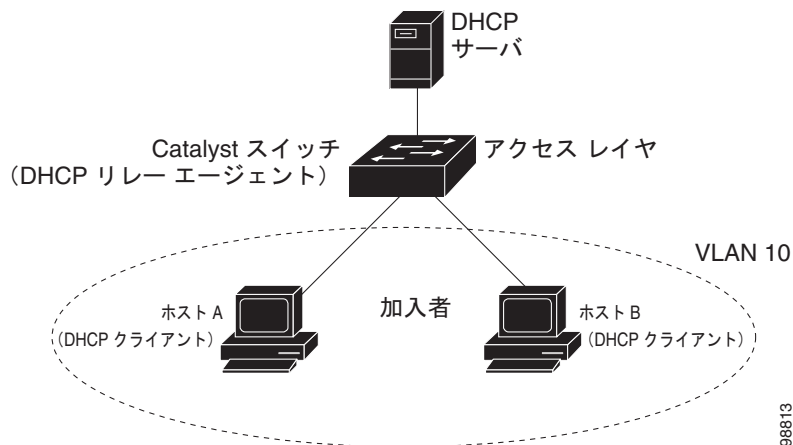 DHCP
サーバ
Catalyst スイッチ
(DHCP リレー エージェント)
アクセス レイヤ
VLAN 10
ホスト A
(DHCP クライアント)
加入者
ホスト B
(DHCP クライアント)
98813